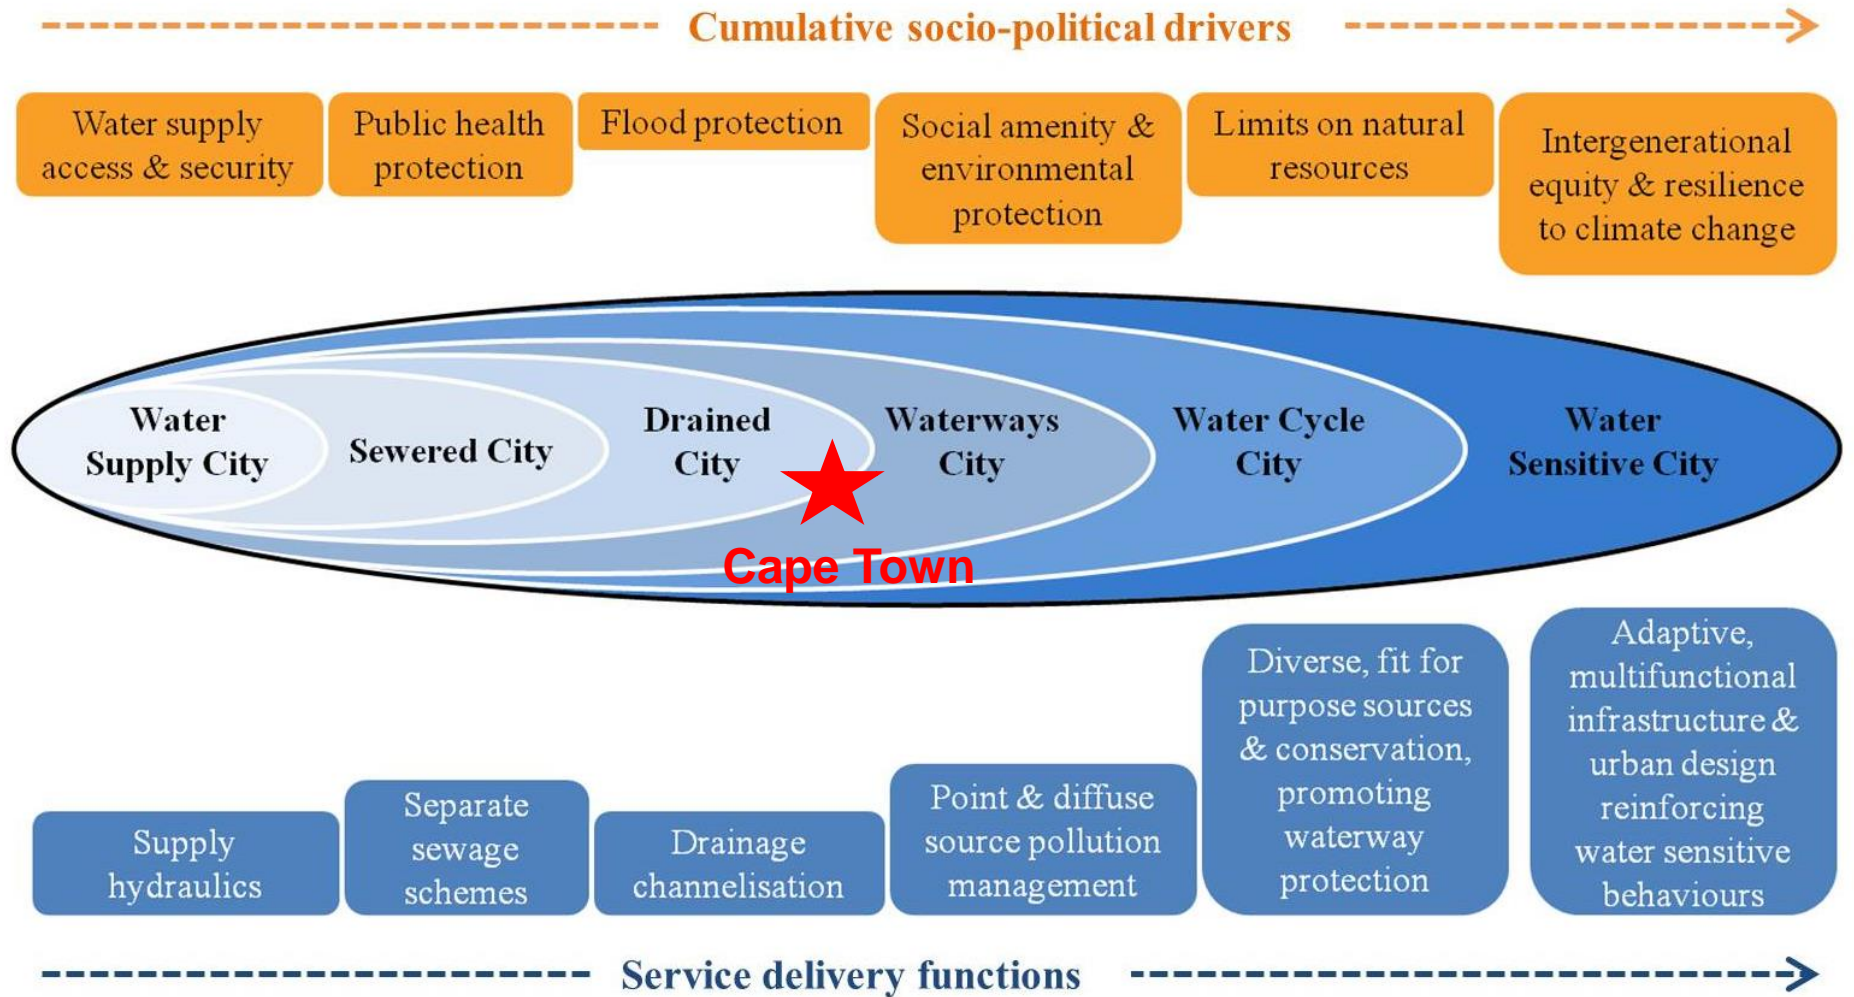 Cumulative socio-political drivers
Water supply
access & security
Public health
protection
Flood protection
Social amenity &
environmental
protection
Limits on natural
resources
Intergenerational
equity & resilience
to climate change
Water
Supply City
Sewered City
Drained
City
Waterways
City
Water Cycle
City
Water
Sensitive City
Cape Town
Supply
hydraulics
Separate
sewage
schemes
Drainage
channelisation
Point & diffuse
source pollution
management
Diverse, fit for
purpose sources
& conservation,
promoting
waterway
protection
Adaptive,
multifunctional
infrastructure &
urban design
reinforcing
water sensitive
behaviours
Service delivery functions